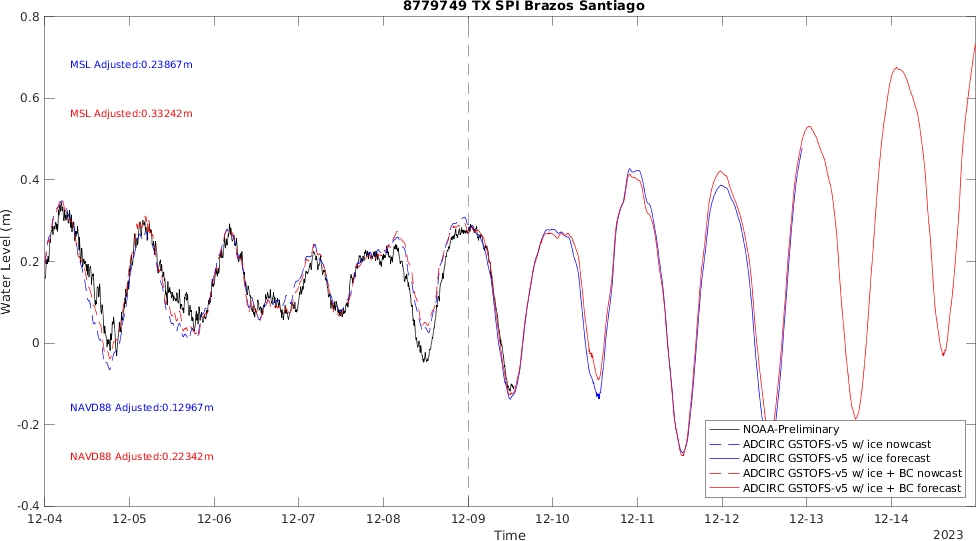 8779749 TX SPI Brazos Santiago
0.8
0.6
0.4
0.2
0
-0.2
-0.4
Water Level (m)
MSL Adjusted:0.23867m
MSL Adjusted:0.33242m
NAVD88 Adjusted:0.12967m
NAVD88 Adjusted:0.22342m
NOAA-Preliminary
ADCIRC GSTOFS-v5 w/ ice nowcast
ADCIRC GSTOFS-v5 w/ ice forecast
ADCIRC GSTOFS-v5 w/ ice + BC nowcast
ADCIRC GSTOFS-v5 w/ ice + BC forecast
12-04 12-05 12-06 12-07 12-08 12-09 12-10 12-11 12-12 12-13 12-14
Time
2023